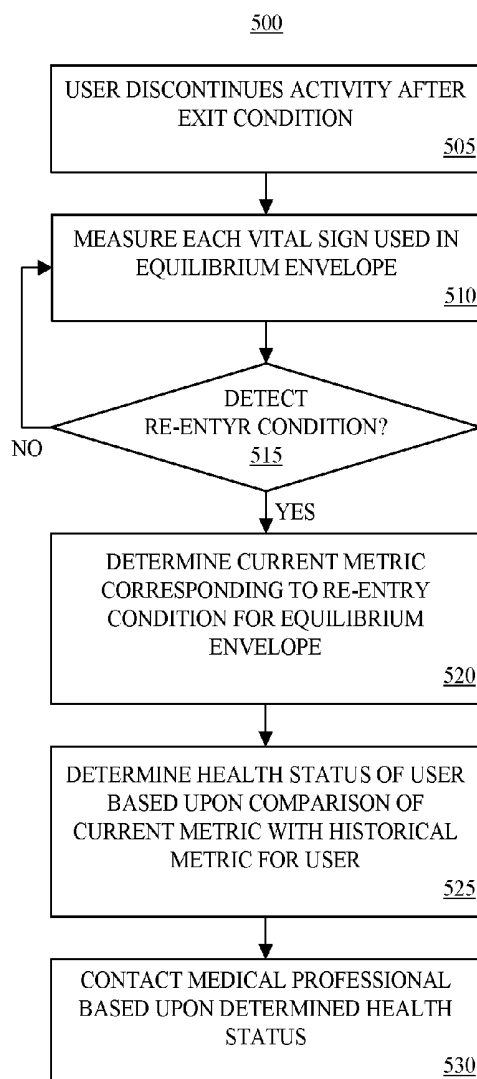 500
USER DISCONTINUES ACTIVITY AFTER
EXIT CONDITION
505
MEASURE EACH VITAL SIGN USED IN
EQUILIBRIUM ENVELOPE
510
DETECT
RE-ENTYR CONDITION?
515
NO
YES
DETERMINE CURRENT METRIC
CORRESPONDING TO RE-ENTRY
CONDITION FOR EQUILIBRIUM
ENVELOPE
520
DETERMINE HEALTH STATUS OF USER
BASED UPON COMPARISON OF
CURRENT METRIC WITH HISTORICAL
METRIC FOR USER
525
CONTACT MEDICAL PROFESSIONAL
BASED UPON DETERMINED HEALTH
STATUS
530